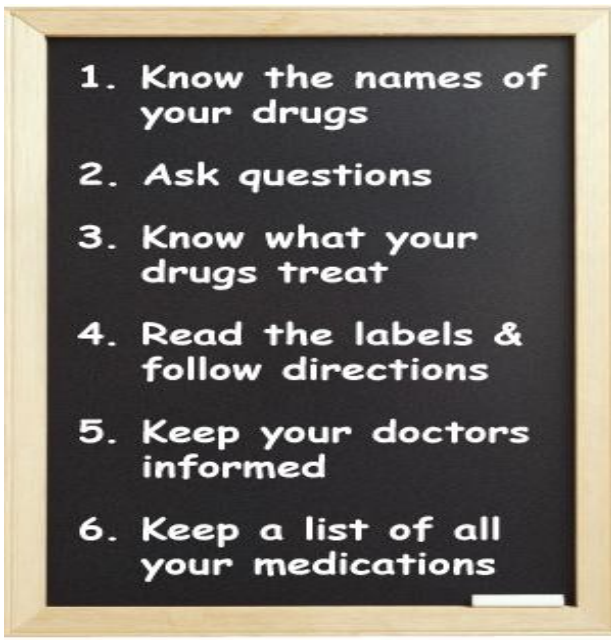 1. Know the names of
your drugs
2. Ask questions
3. Know what your
drugs treat
4. Read the labels &
follow directions
5. Keep your doctors
informed
6. Keep a list of all
your medications